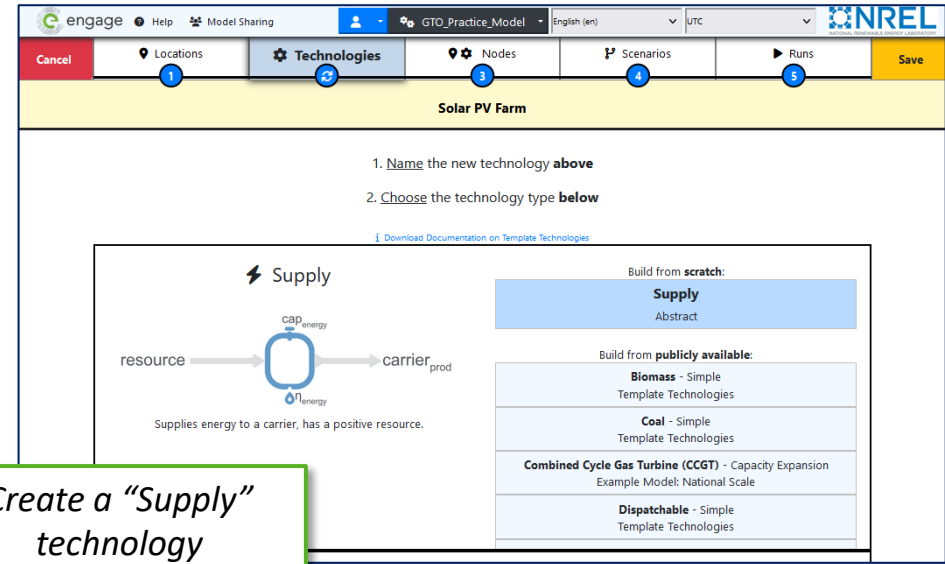 engage Help Model Sharing GTO_Practice_Model English (en) UTC NREL
NATIONAL RENEWABLE ENERGY LABORATORY
Cancel Locations Technologies Nodes Scenarios Runs Save
1 3 4 5
Solar PV Farm
1. Name the new technology above
2. Choose the technology type below
i Download Documentation on Template Technologies
Supply
Build from scratch:
Supply
Abstract
cap energy
resource carrier prod
η energy
Supplies energy to a carrier, has a positive resource.
Build from publicly available:
Biomass - Simple
Template Technologies
Coal - Simple
Template Technologies
Combined Cycle Gas Turbine (CCGT) - Capacity Expansion
Example Model: National Scale
Dispatchable - Simple
Template Technologies
Create a “Supply”
technology